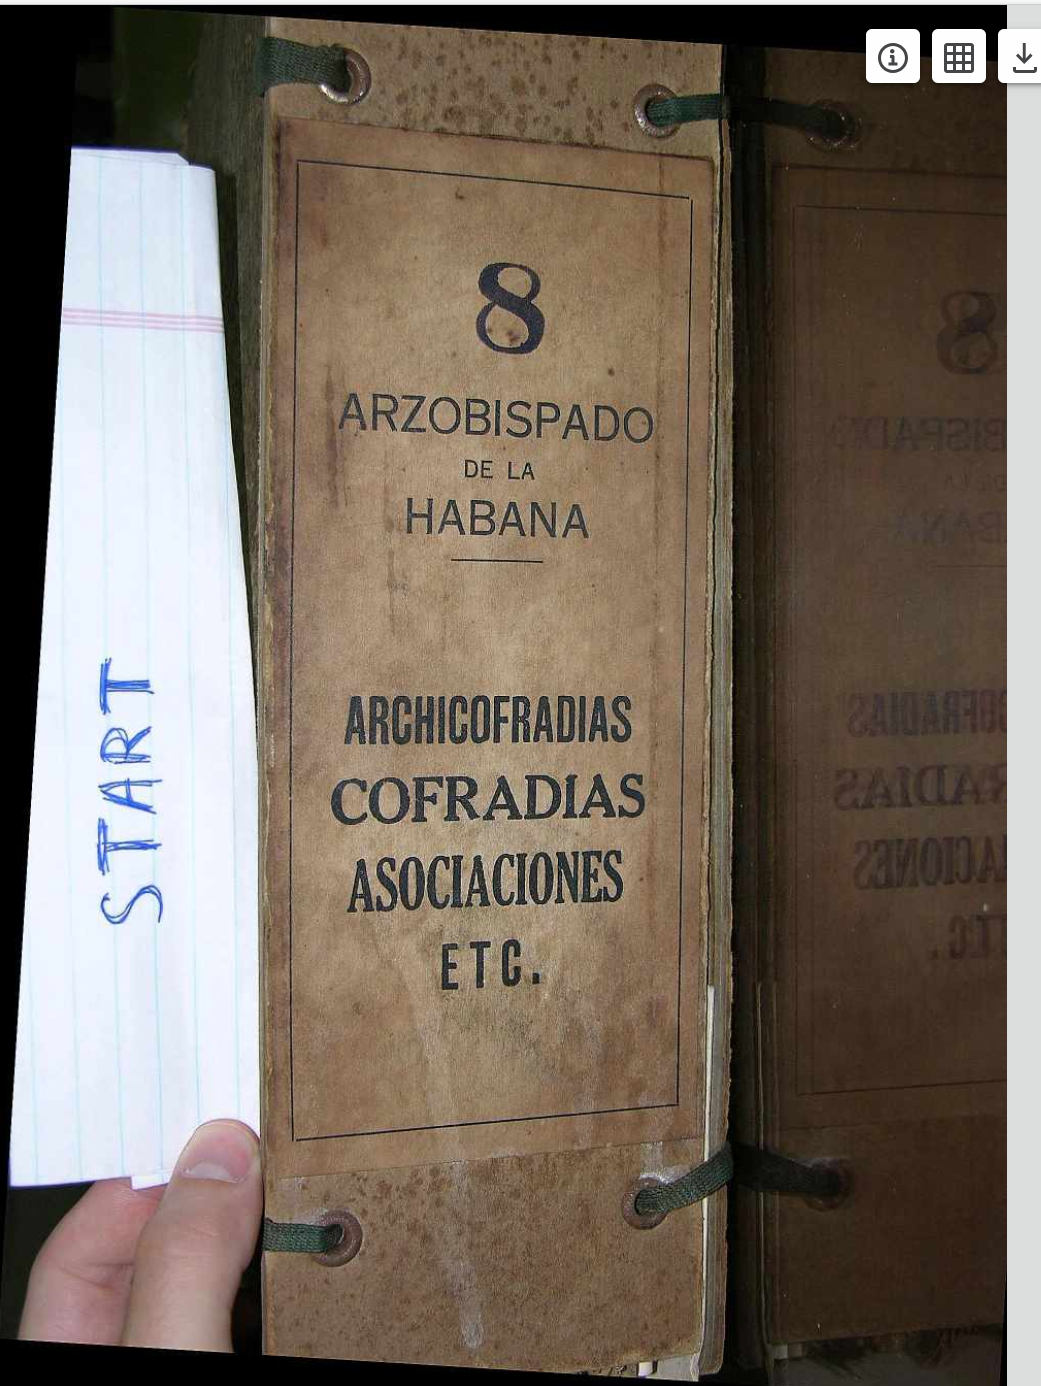 START
8
ARZOBISPADO
DE LA
HABANA
ARCHICOFRADIAS
COFRADIAS
ASOCIACIONES
ETC.